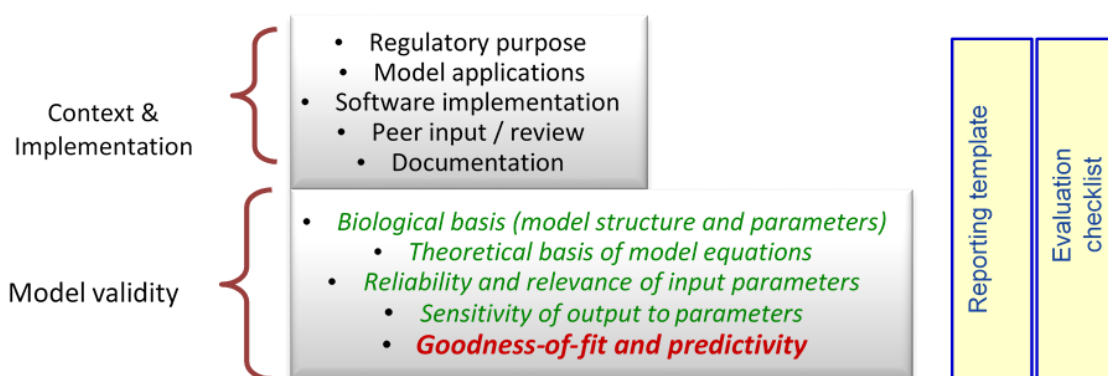 Context &
Implementation
• Regulatory purpose
• Model applications
• Software implementation
• Peer input / review
• Documentation
Model validity
• Biological basis (model structure and parameters)
• Theoretical basis of model equations
• Reliability and relevance of input parameters
• Sensitivity of output to parameters
• Goodness-of-fit and predictivity
Reporting template
Evaluation
checklist